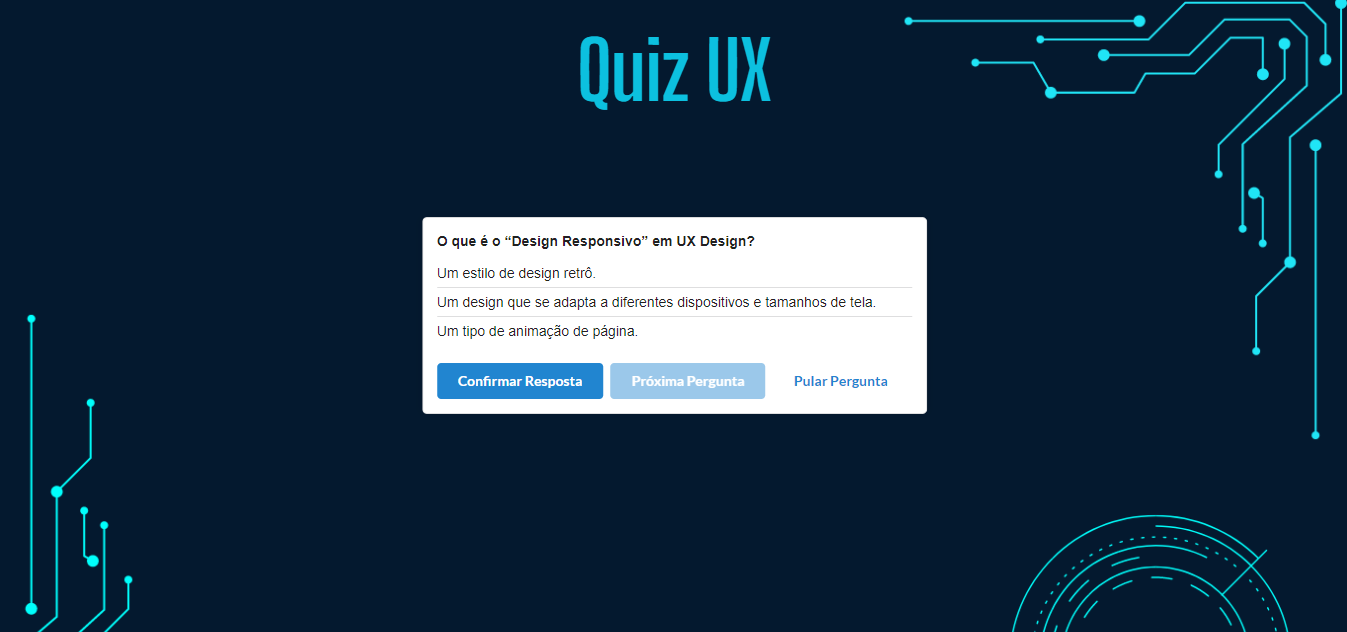 Quiz UX
O que é o “Design Responsivo” em UX Design?
Um estilo de design retrô.
Um design que se adapta a diferentes dispositivos e tamanhos de tela.
Um tipo de animação de página.
Confirmar Resposta Próxima Pergunta Pular Pergunta